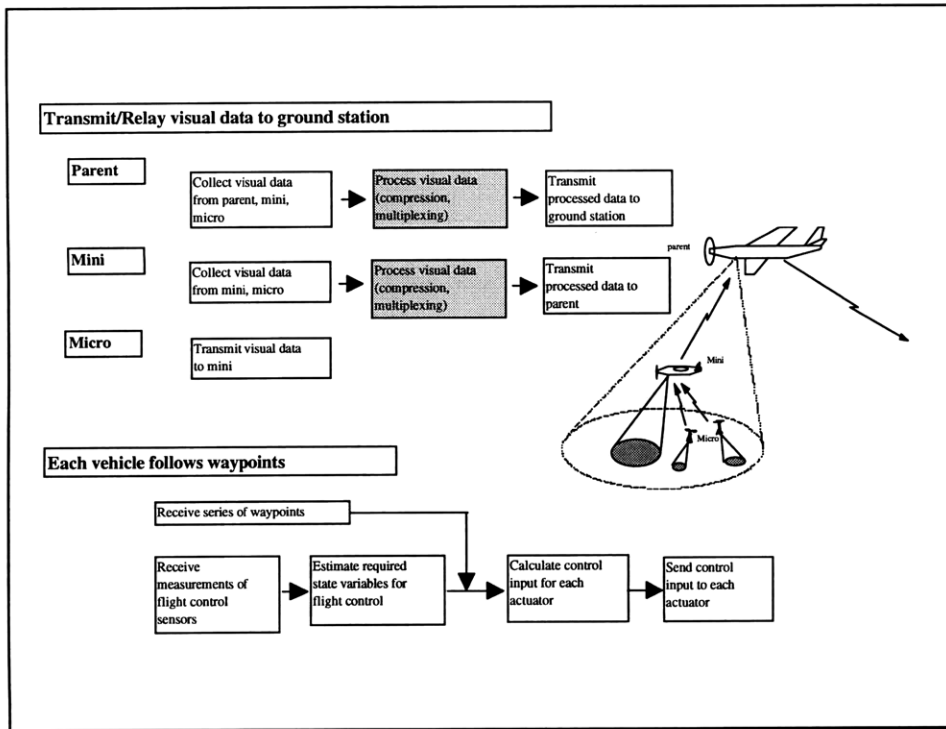 Transmit/Relay visual data to ground station
Parent
Collect visual data
from parent, mini,
micro
Process visual data
(compression,
multiplexing)
Transmit
processed data to
ground station
Mini
Collect visual data
from mini, micro
Process visual data
(compression,
multiplexing)
Transmit
processed data to
parent
Micro
Transmit visual data
to mini
parent
Mini
Micro
Each vehicle follows waypoints
Receive series of waypoints
Receive
measurements of
flight control
sensors
Estimate required
state variables for
flight control
Calculate control
input for each
actuator
Send control
input to each
actuator